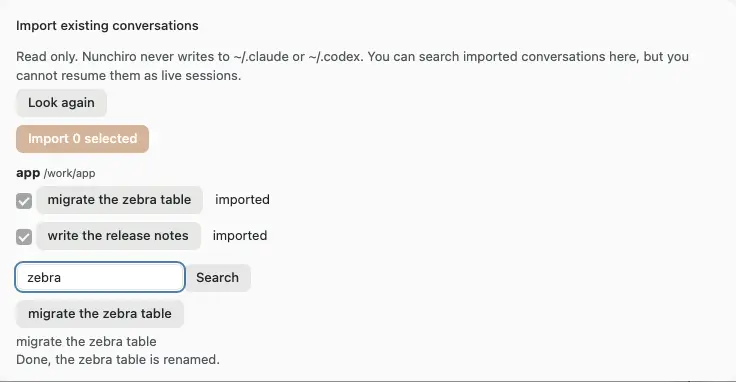 Import existing conversations
Read only. Nunchiro never writes to ~/.claude or ~/.codex. You can search imported conversations here, but you
cannot resume them as live sessions.
Look again
Import 0 selected
app /work/app
migrate the zebra table imported
write the release notes imported
zebra Search
migrate the zebra table
migrate the zebra table
Done, the zebra table is renamed.